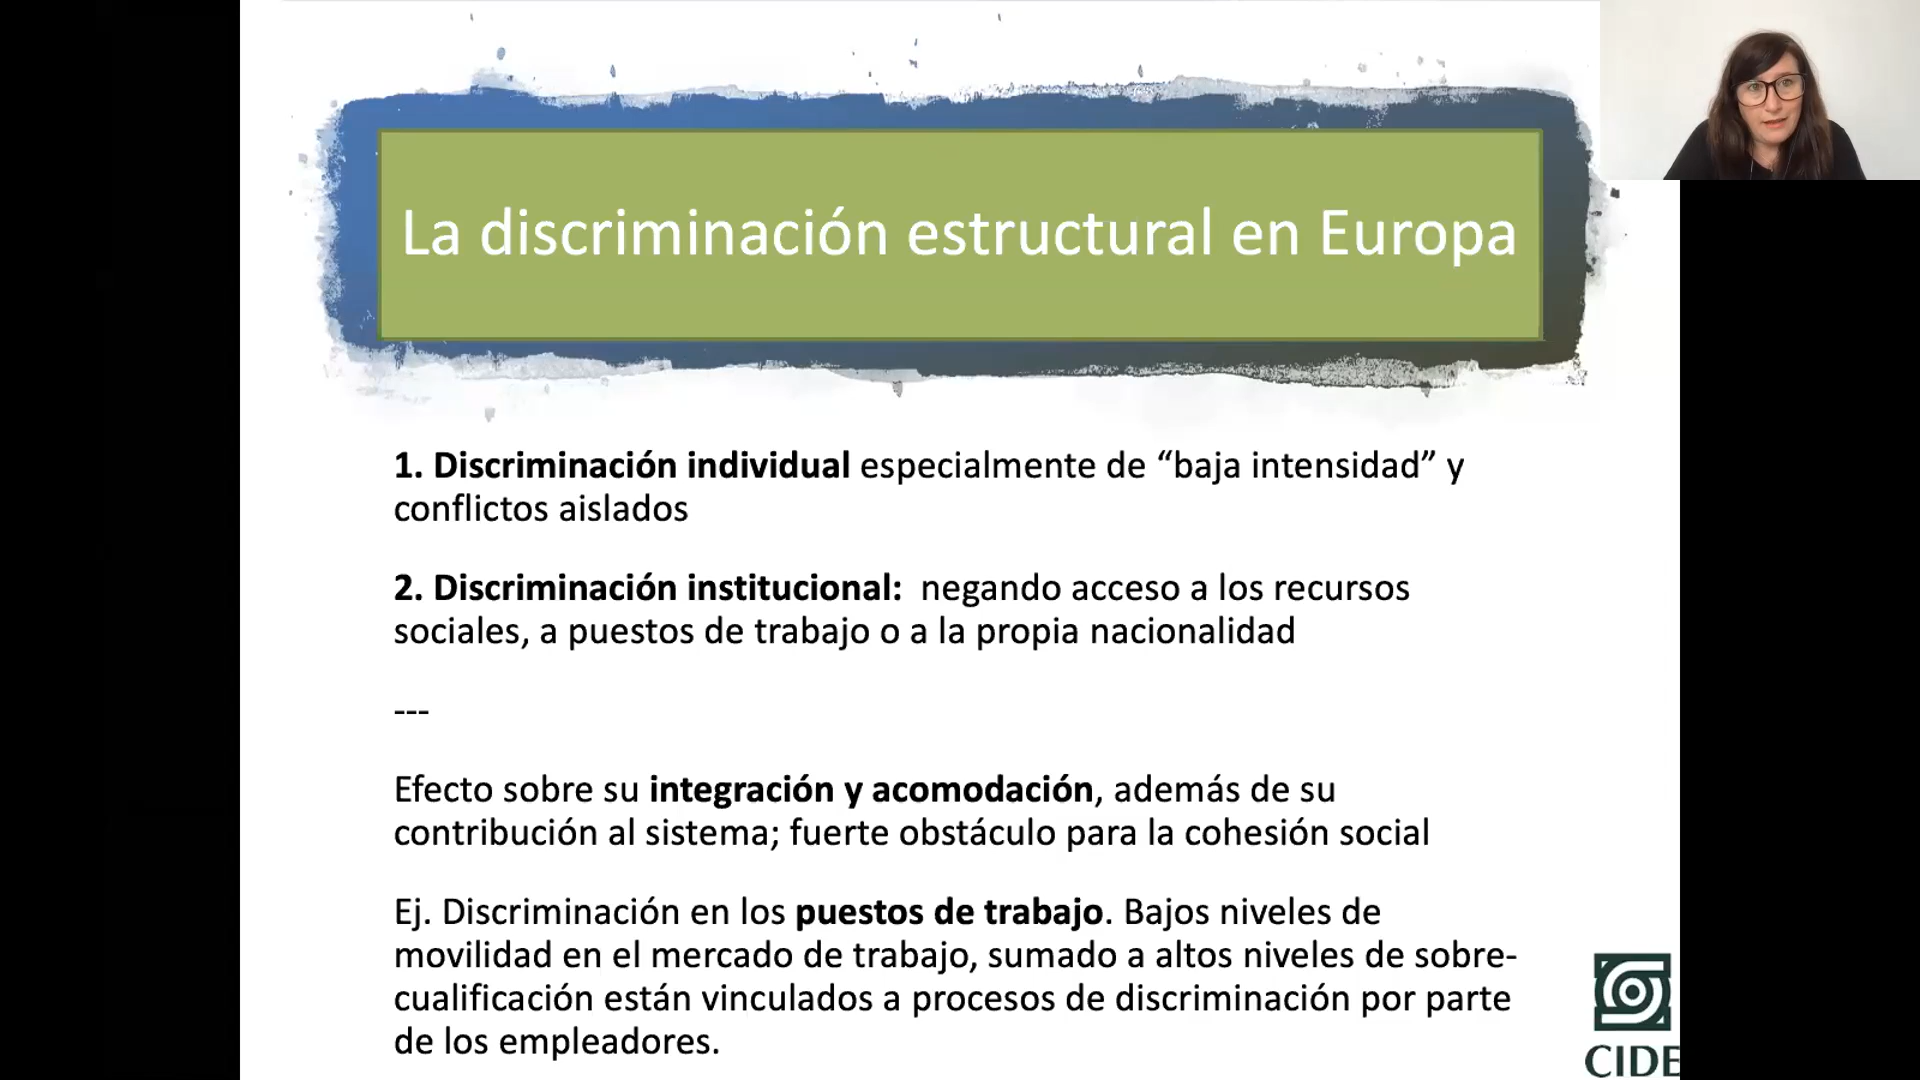 La discriminación estructural en Europa
1. Discriminación individual especialmente de “baja intensidad” y
conflictos aislados
2. Discriminación institucional:  negando acceso a los recursos
sociales, a puestos de trabajo o a la propia nacionalidad
---
Efecto sobre su integración y acomodación, además de su
contribución al sistema; fuerte obstáculo para la cohesión social
Ej. Discriminación en los puestos de trabajo. Bajos niveles de
movilidad en el mercado de trabajo, sumado a altos niveles de sobre-
cualificación están vinculados a procesos de discriminación por parte
de los empleadores.
CIDE